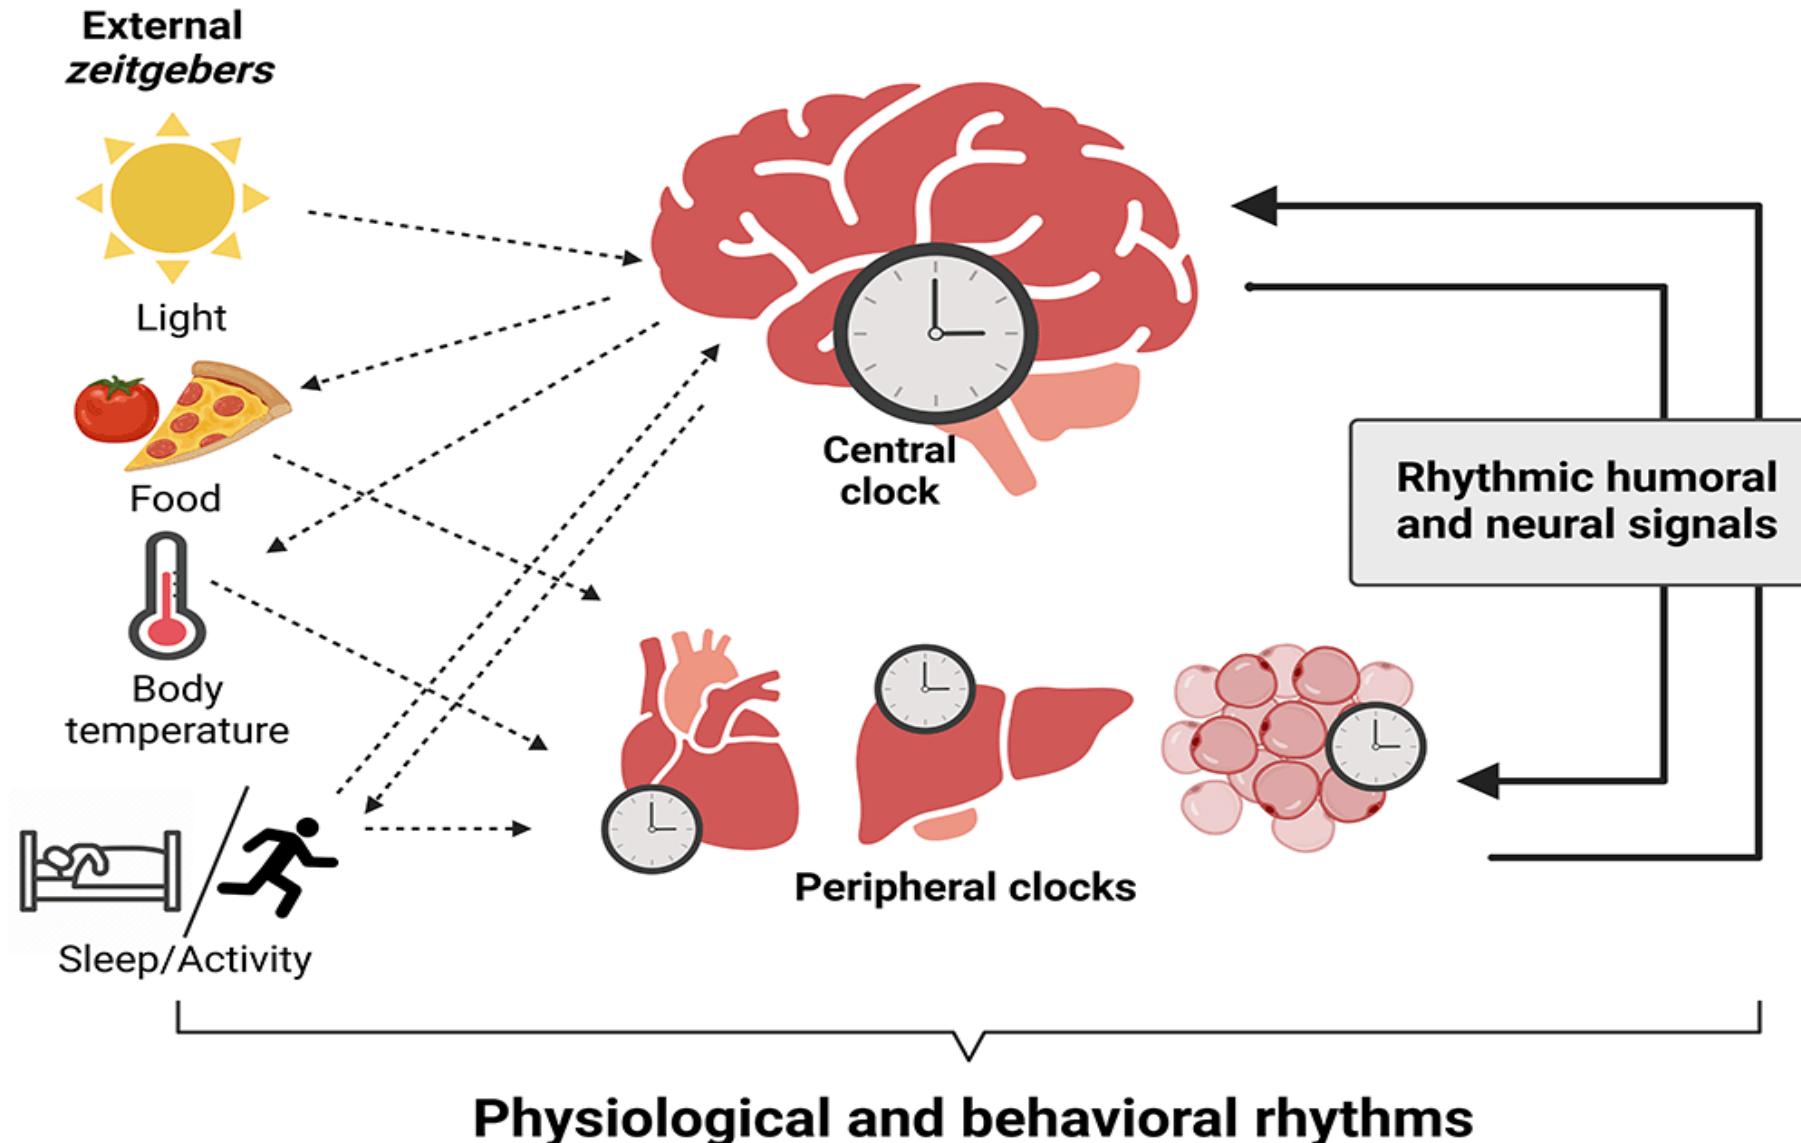 External
zeitgebers
Light
Food
Body
temperature
Sleep/Activity
Central
clock
Rhythmic humoral
and neural signals
Peripheral clocks
Physiological and behavioral rhythms